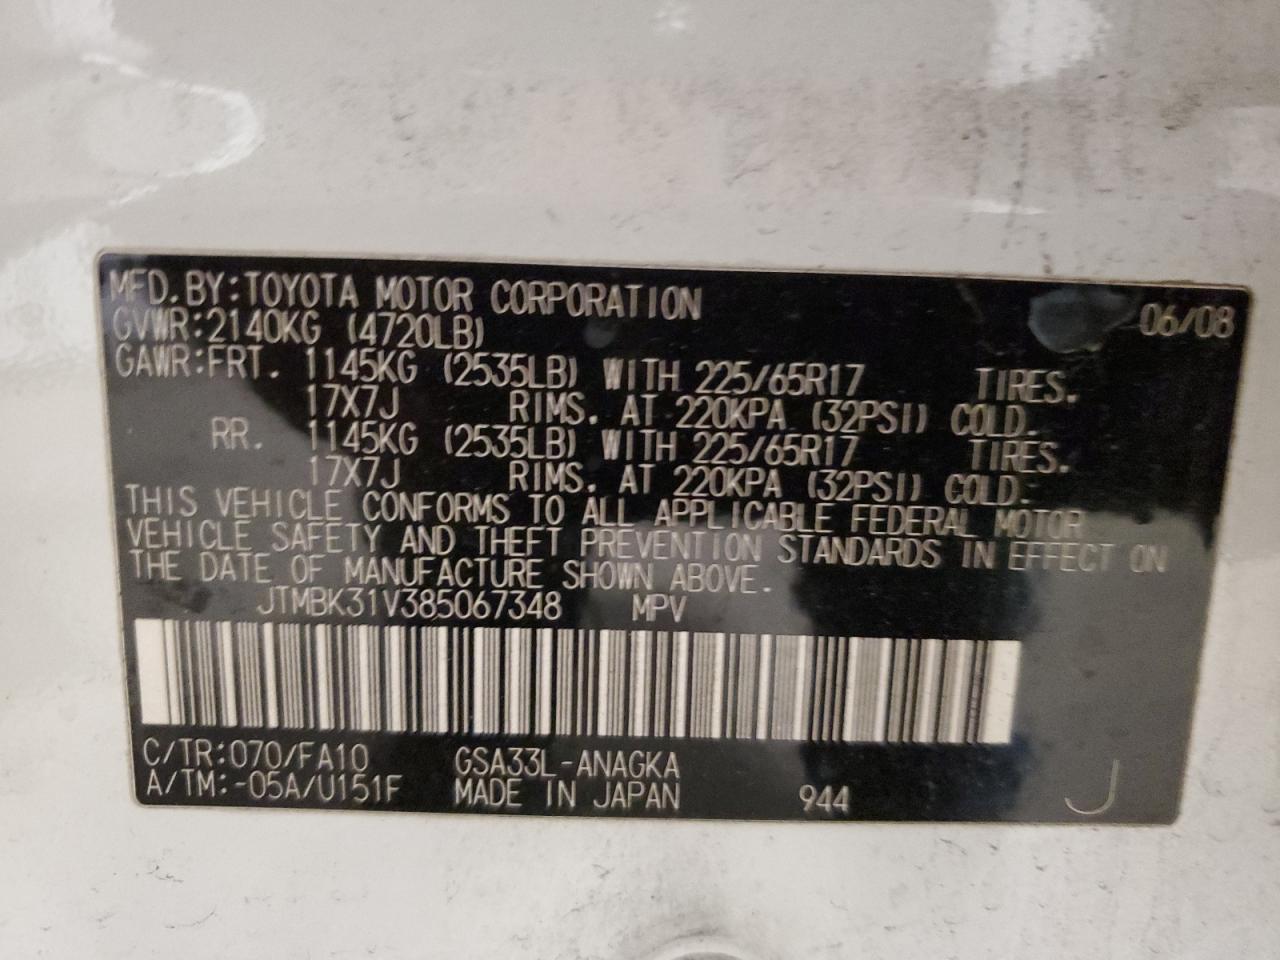 MFD. BY: TOYOTA MOTOR CORPORATION 06/08
GVWR: 2140KG (4720LB)
GAWR: FRT. 1145KG (2535LB) WITH 225/65R17 TIRES.
17X7J RIMS. AT 220KPA (32PSI) COLD.
RR. 1145KG (2535LB) WITH 225/65R17 TIRES.
17X7J RIMS. AT 220KPA (32PSI) COLD.
THIS VEHICLE CONFORMS TO ALL APPLICABLE FEDERAL MOTOR
VEHICLE SAFETY AND THEFT PREVENTION STANDARDS IN EFFECT ON
THE DATE OF MANUFACTURE SHOWN ABOVE.
JTMBK31V385067348 MPV
C/TR: 070/FA10 GSA33L-ANAGKA
A/TM: -05A/U151F MADE IN JAPAN 944 J